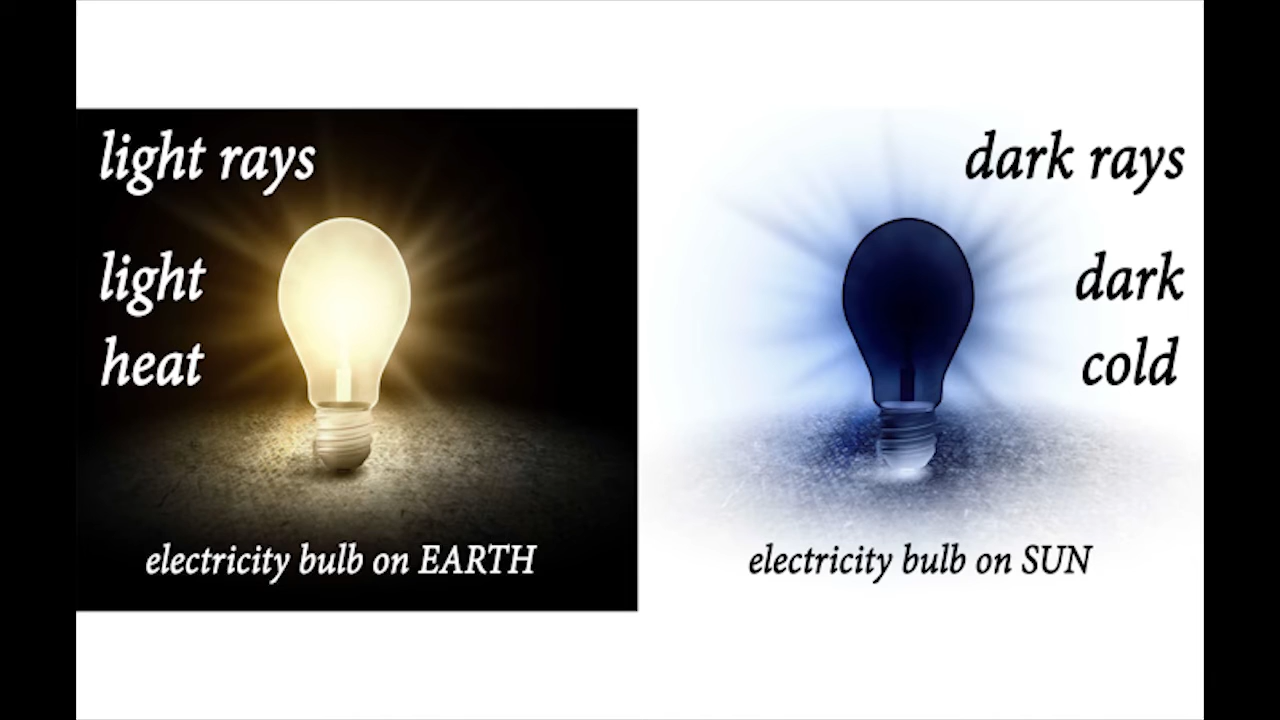 light rays
light
heat
electricity bulb on EARTH
dark rays
dark
cold
electricity bulb on SUN